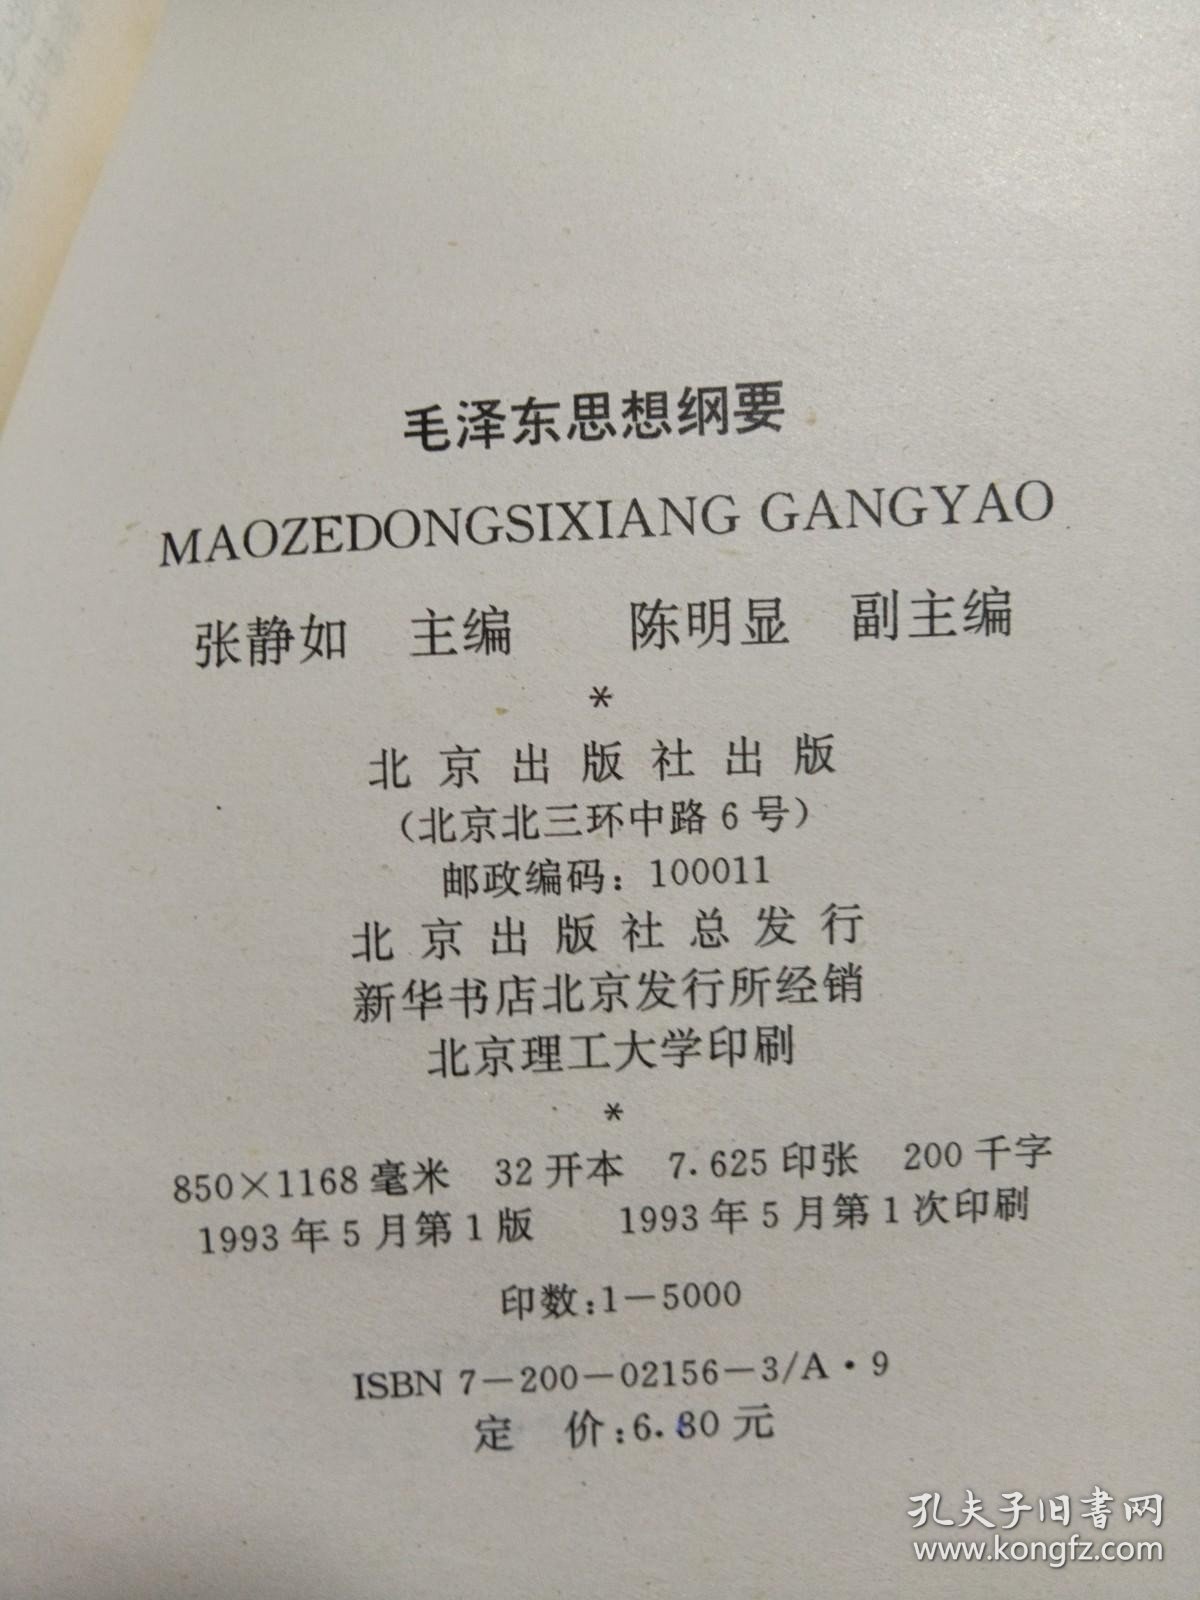 毛泽东思想纲要
MAOZEDONGSIXIANG GANGYAO
张静如 主编 陈明显 副主编
*
北京出版社出版
（北京北三环中路6号）
邮政编码：100011
北京出版社总发行
新华书店北京发行所经销
北京理工大学印刷
*
850×1168毫米 32开本 7.625印张 200千字
1993年5月第1版 1993年5月第1次印刷
印数:1—5000
ISBN 7—200—02156—3/A·9
定 价:6.80元
孔夫子旧书网
www.kongfz.com